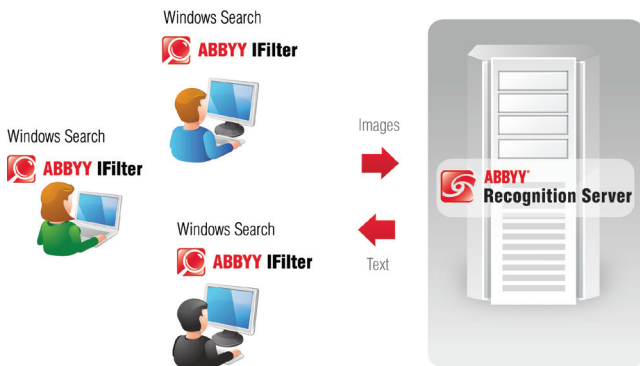 Windows Search
ABBYY IFilter
Windows Search
ABBYY IFilter
Windows Search
ABBYY IFilter
Images
Text
ABBYY®
Recognition Server